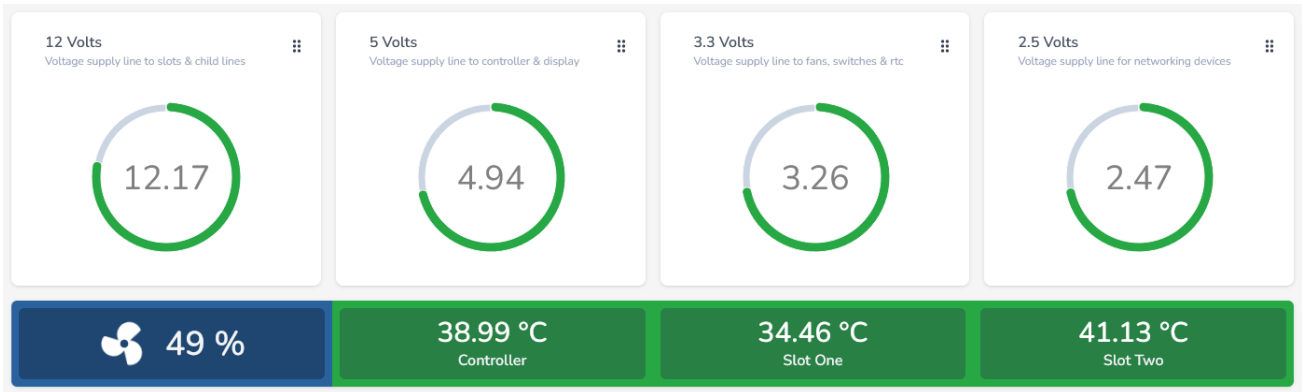 12 Volts
Voltage supply line to slots & child lines
12.17
5 Volts
Voltage supply line to controller & display
4.94
3.3 Volts
Voltage supply line to fans, switches & rtc
3.26
2.5 Volts
Voltage supply line for networking devices
2.47
49 %
38.99 °C
Controller
34.46 °C
Slot One
41.13 °C
Slot Two